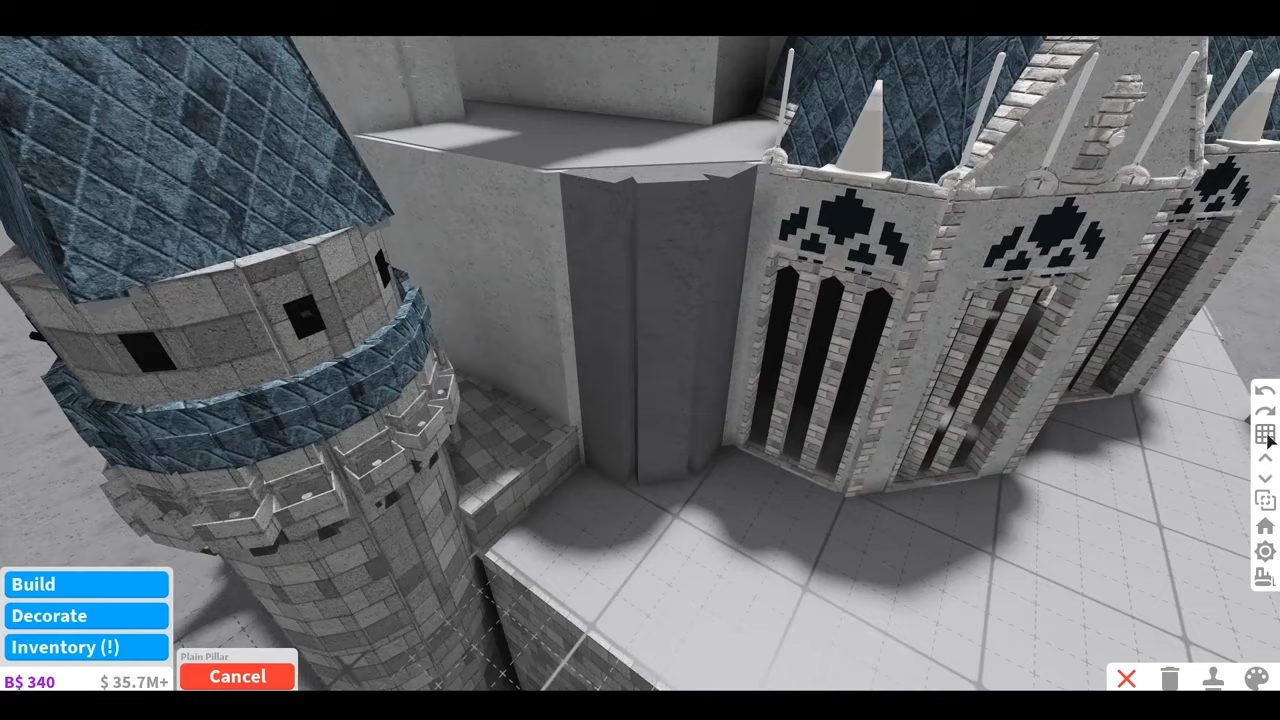 Build
Decorate
Inventory (!)
Plain Pillar
B$ 340
$ 35.7M+
Cancel